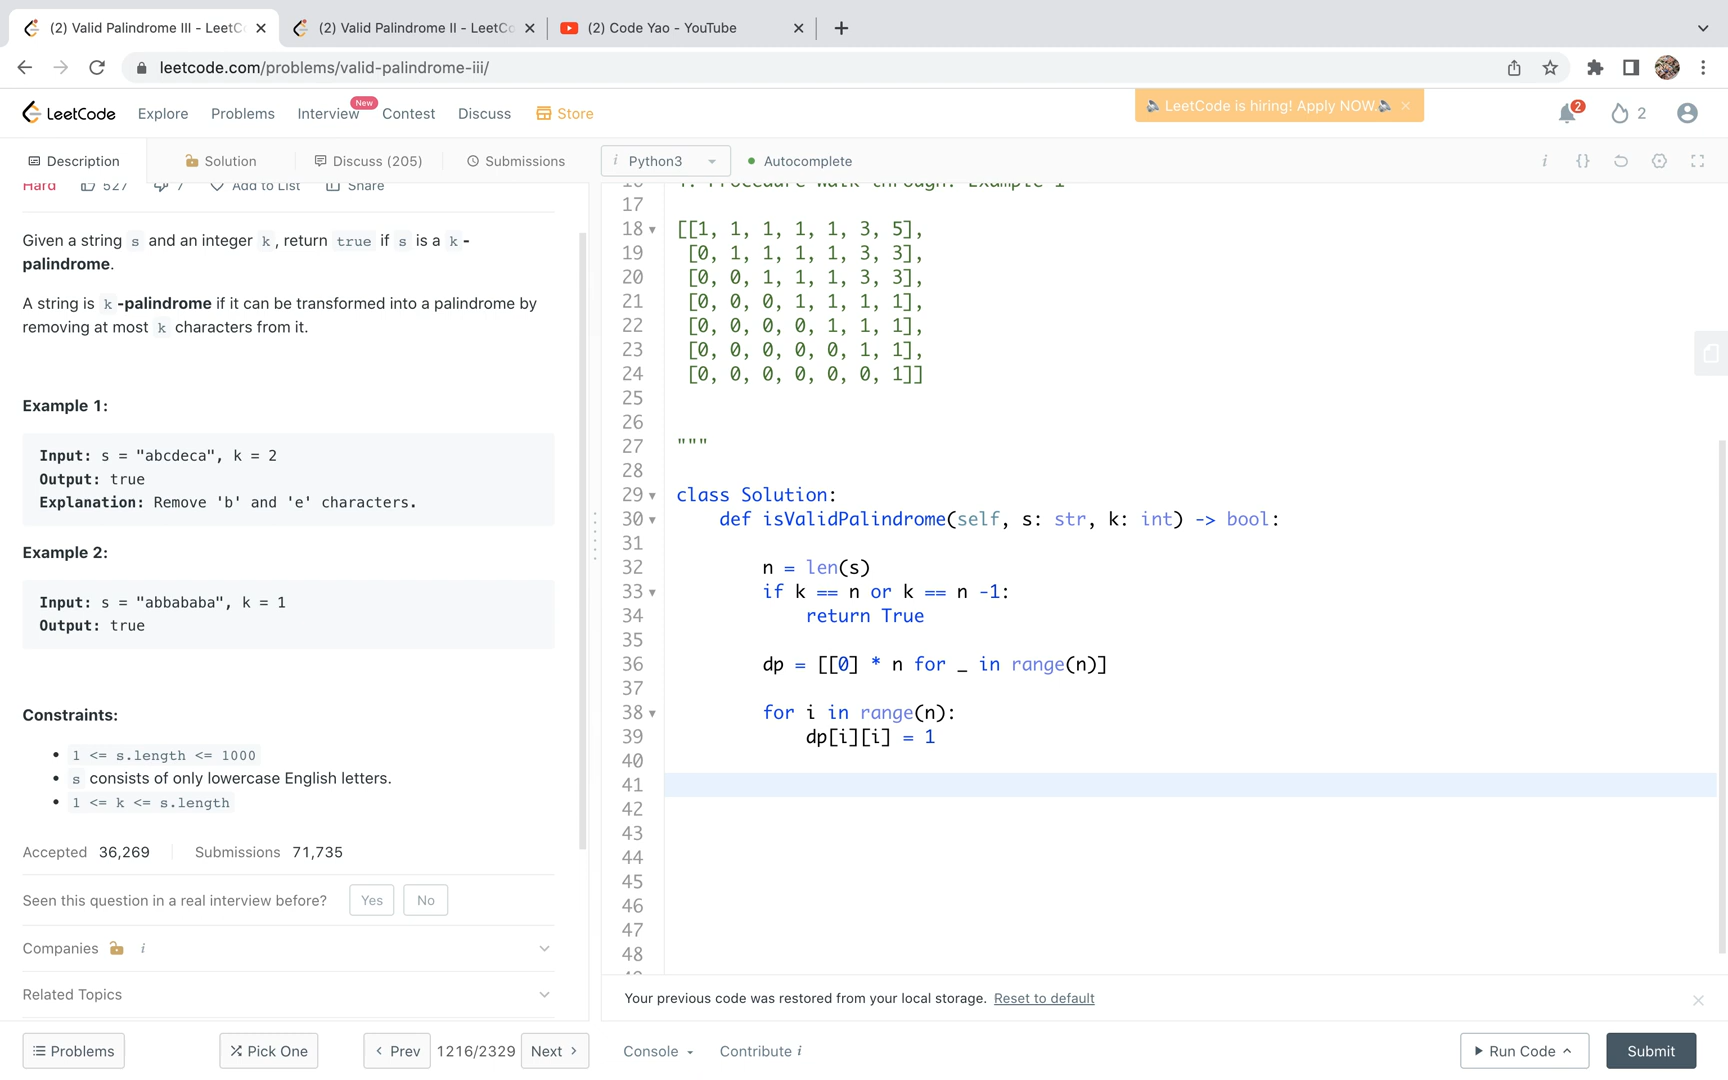 (2) Valid Palindrome III - LeetCo
(2) Valid Palindrome II - LeetCo
(2) Code Yao - YouTube
leetcode.com/problems/valid-palindrome-iii/
LeetCode
Explore
Problems
Interview
New
Contest
Discuss
Store
LeetCode is hiring! Apply NOW.
2
2
Description
Solution
Discuss (205)
Submissions
i Python3
Autocomplete
Hard 527 7 Add to List Share
Given a string s and an integer k, return true if s is a k-
palindrome.
A string is k-palindrome if it can be transformed into a palindrome by
removing at most k characters from it.
Example 1:
Input: s = "abcdeca", k = 2
Output: true
Explanation: Remove 'b' and 'e' characters.
Example 2:
Input: s = "abbababa", k = 1
Output: true
Constraints:
• 1 <= s.length <= 1000
• s consists of only lowercase English letters.
• 1 <= k <= s.length
Accepted 36,269 Submissions 71,735
Seen this question in a real interview before? Yes No
Companies i
Related Topics
16 4. Procedure walk through: Example 1
17
18 [[1, 1, 1, 1, 1, 3, 5],
19 [0, 1, 1, 1, 1, 3, 3],
20 [0, 0, 1, 1, 1, 3, 3],
21 [0, 0, 0, 1, 1, 1, 1],
22 [0, 0, 0, 0, 1, 1, 1],
23 [0, 0, 0, 0, 0, 1, 1],
24 [0, 0, 0, 0, 0, 0, 1]]
25
26
27 """
28
29 class Solution:
30 def isValidPalindrome(self, s: str, k: int) -> bool:
31
32 n = len(s)
33 if k == n or k == n -1:
34 return True
35
36 dp = [[0] * n for _ in range(n)]
37
38 for i in range(n):
39 dp[i][i] = 1
40
41
42
43
44
45
46
47
48
49
Your previous code was restored from your local storage. Reset to default
Problems
Pick One
Prev
1216/2329
Next
Console
Contribute i
Run Code
Submit